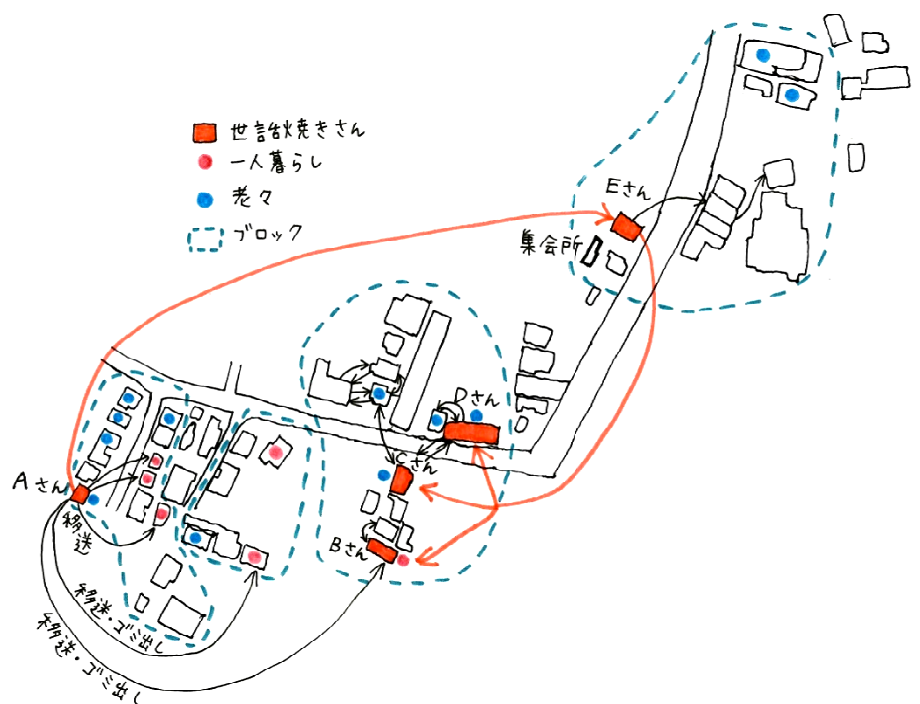 世話焼きさん
一人暮らし
老々
ブロック
Eさん
集会所
Dさん
Cさん
Aさん
移送
Bさん
移送・ゴミ出し
移送・ゴミ出し